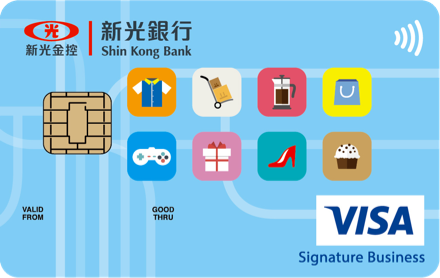 新光金控
新光銀行
Shin Kong Bank
VALID
FROM
GOOD
THRU
VISA
Signature Business